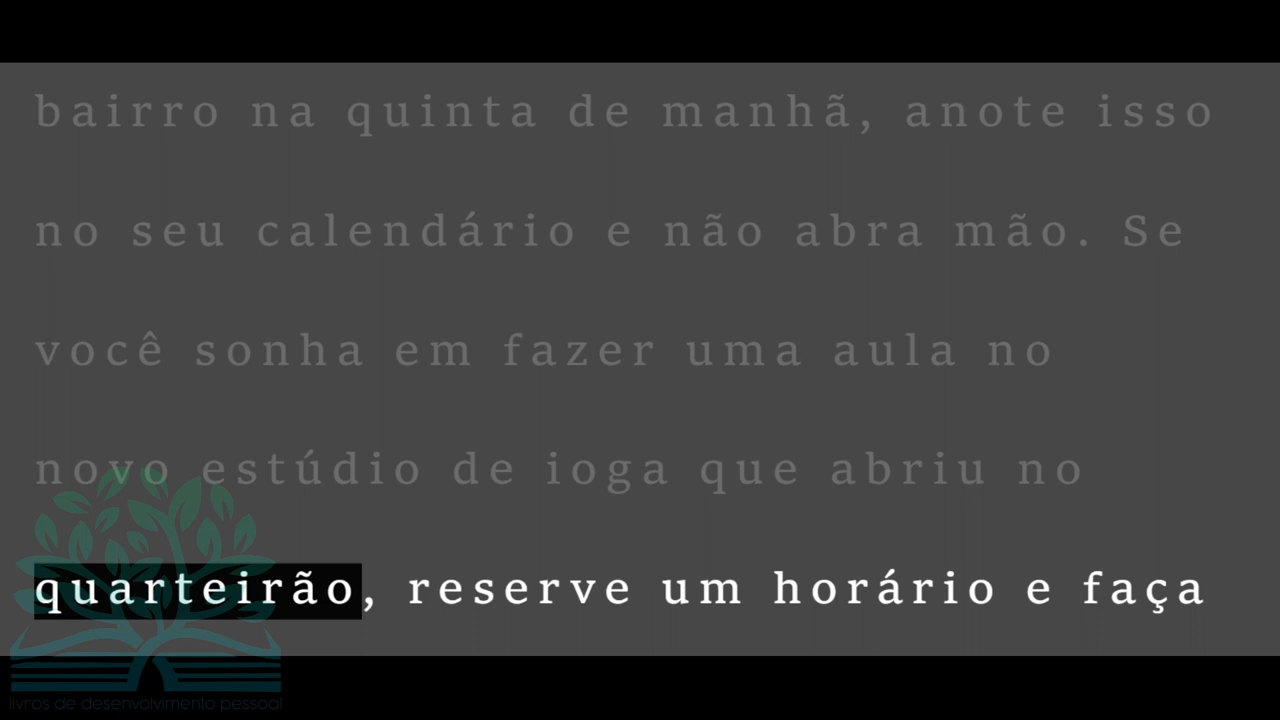 bairro na quinta de manhã, anote isso
no seu calendário e não abra mão. Se
você sonha em fazer uma aula no
novo estúdio de ioga que abriu no
quarteirão, reserve um horário e faça
livros de desenvolvimento pessoal